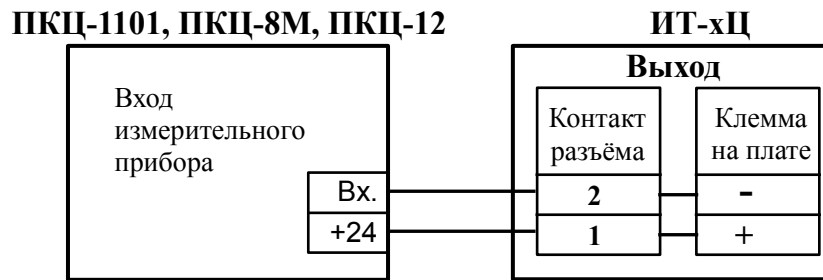 ПКЦ-1101, ПКЦ-8М, ПКЦ-12
ИТ-хЦ
Вход
измерительного
прибора
Вх.
+24
Выход
Контакт
разъёма
Клемма
на плате
2
-
1
+